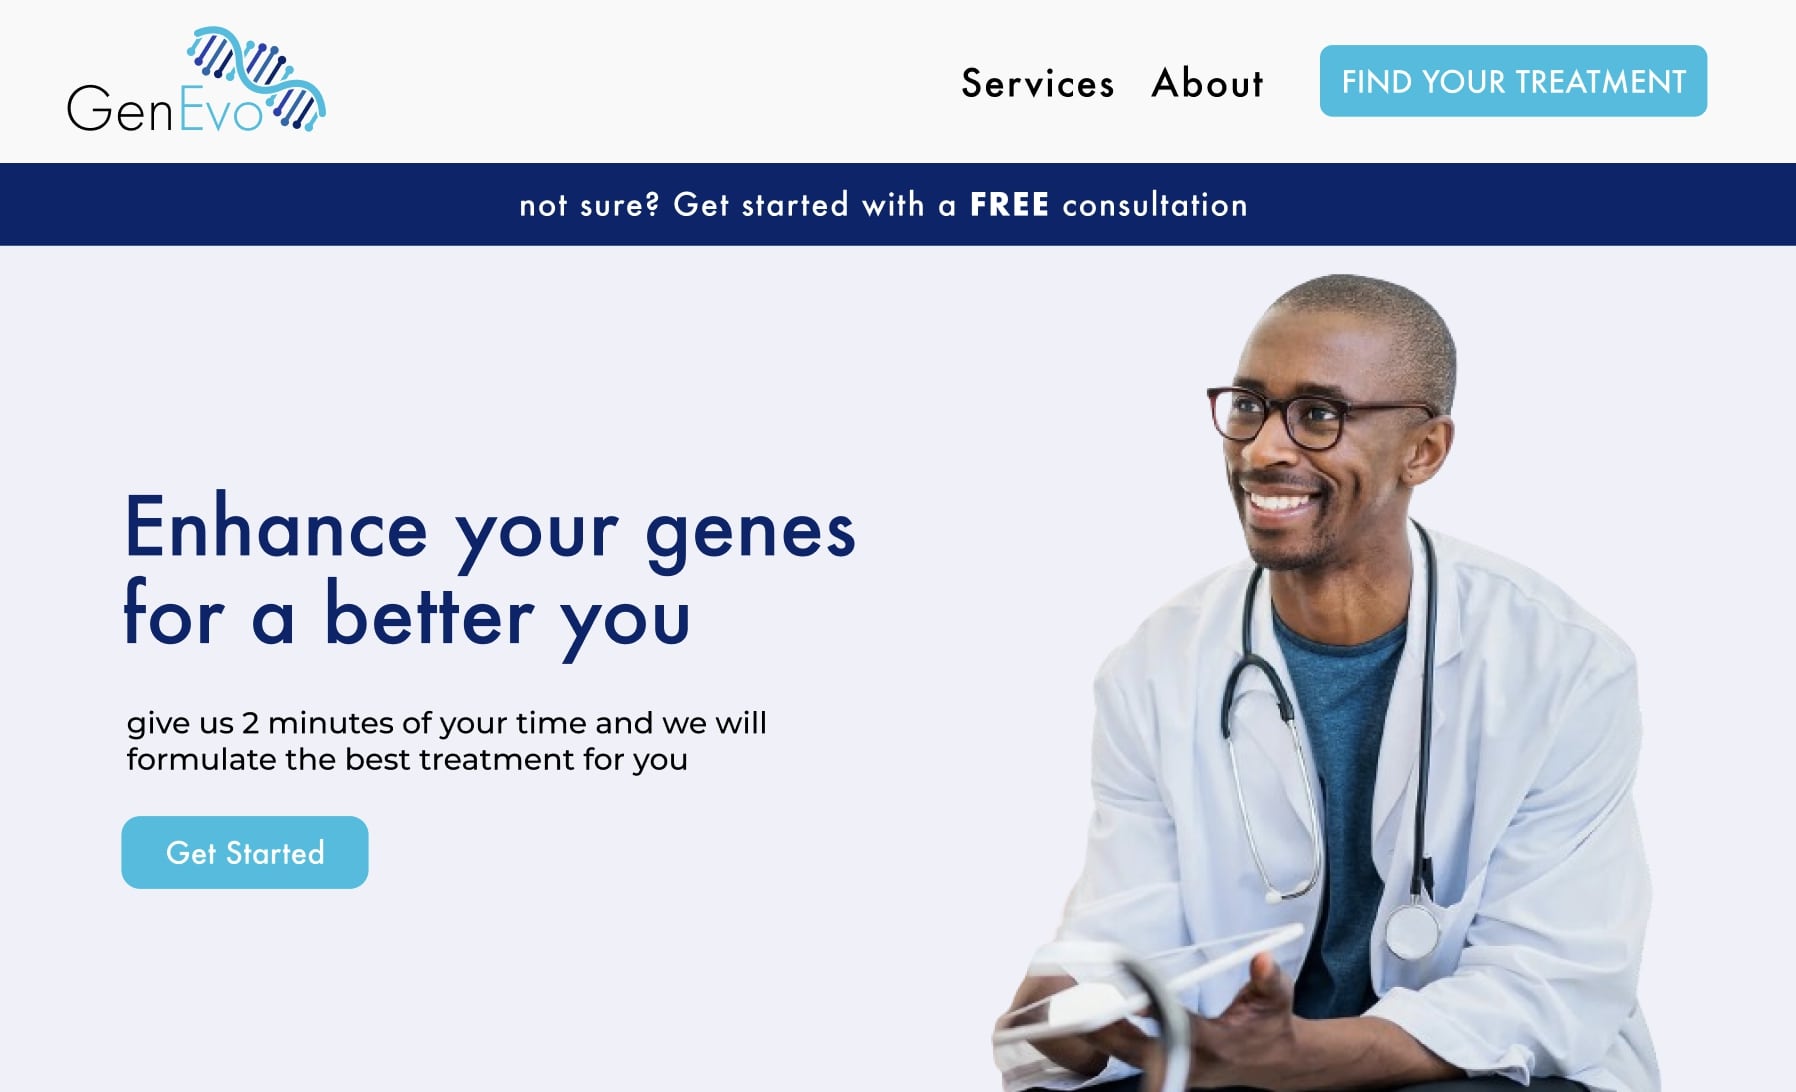 GenEvo
Services
About
FIND YOUR TREATMENT
not sure? Get started with a FREE consultation
Enhance your genes
for a better you
give us 2 minutes of your time and we will
formulate the best treatment for you
Get Started